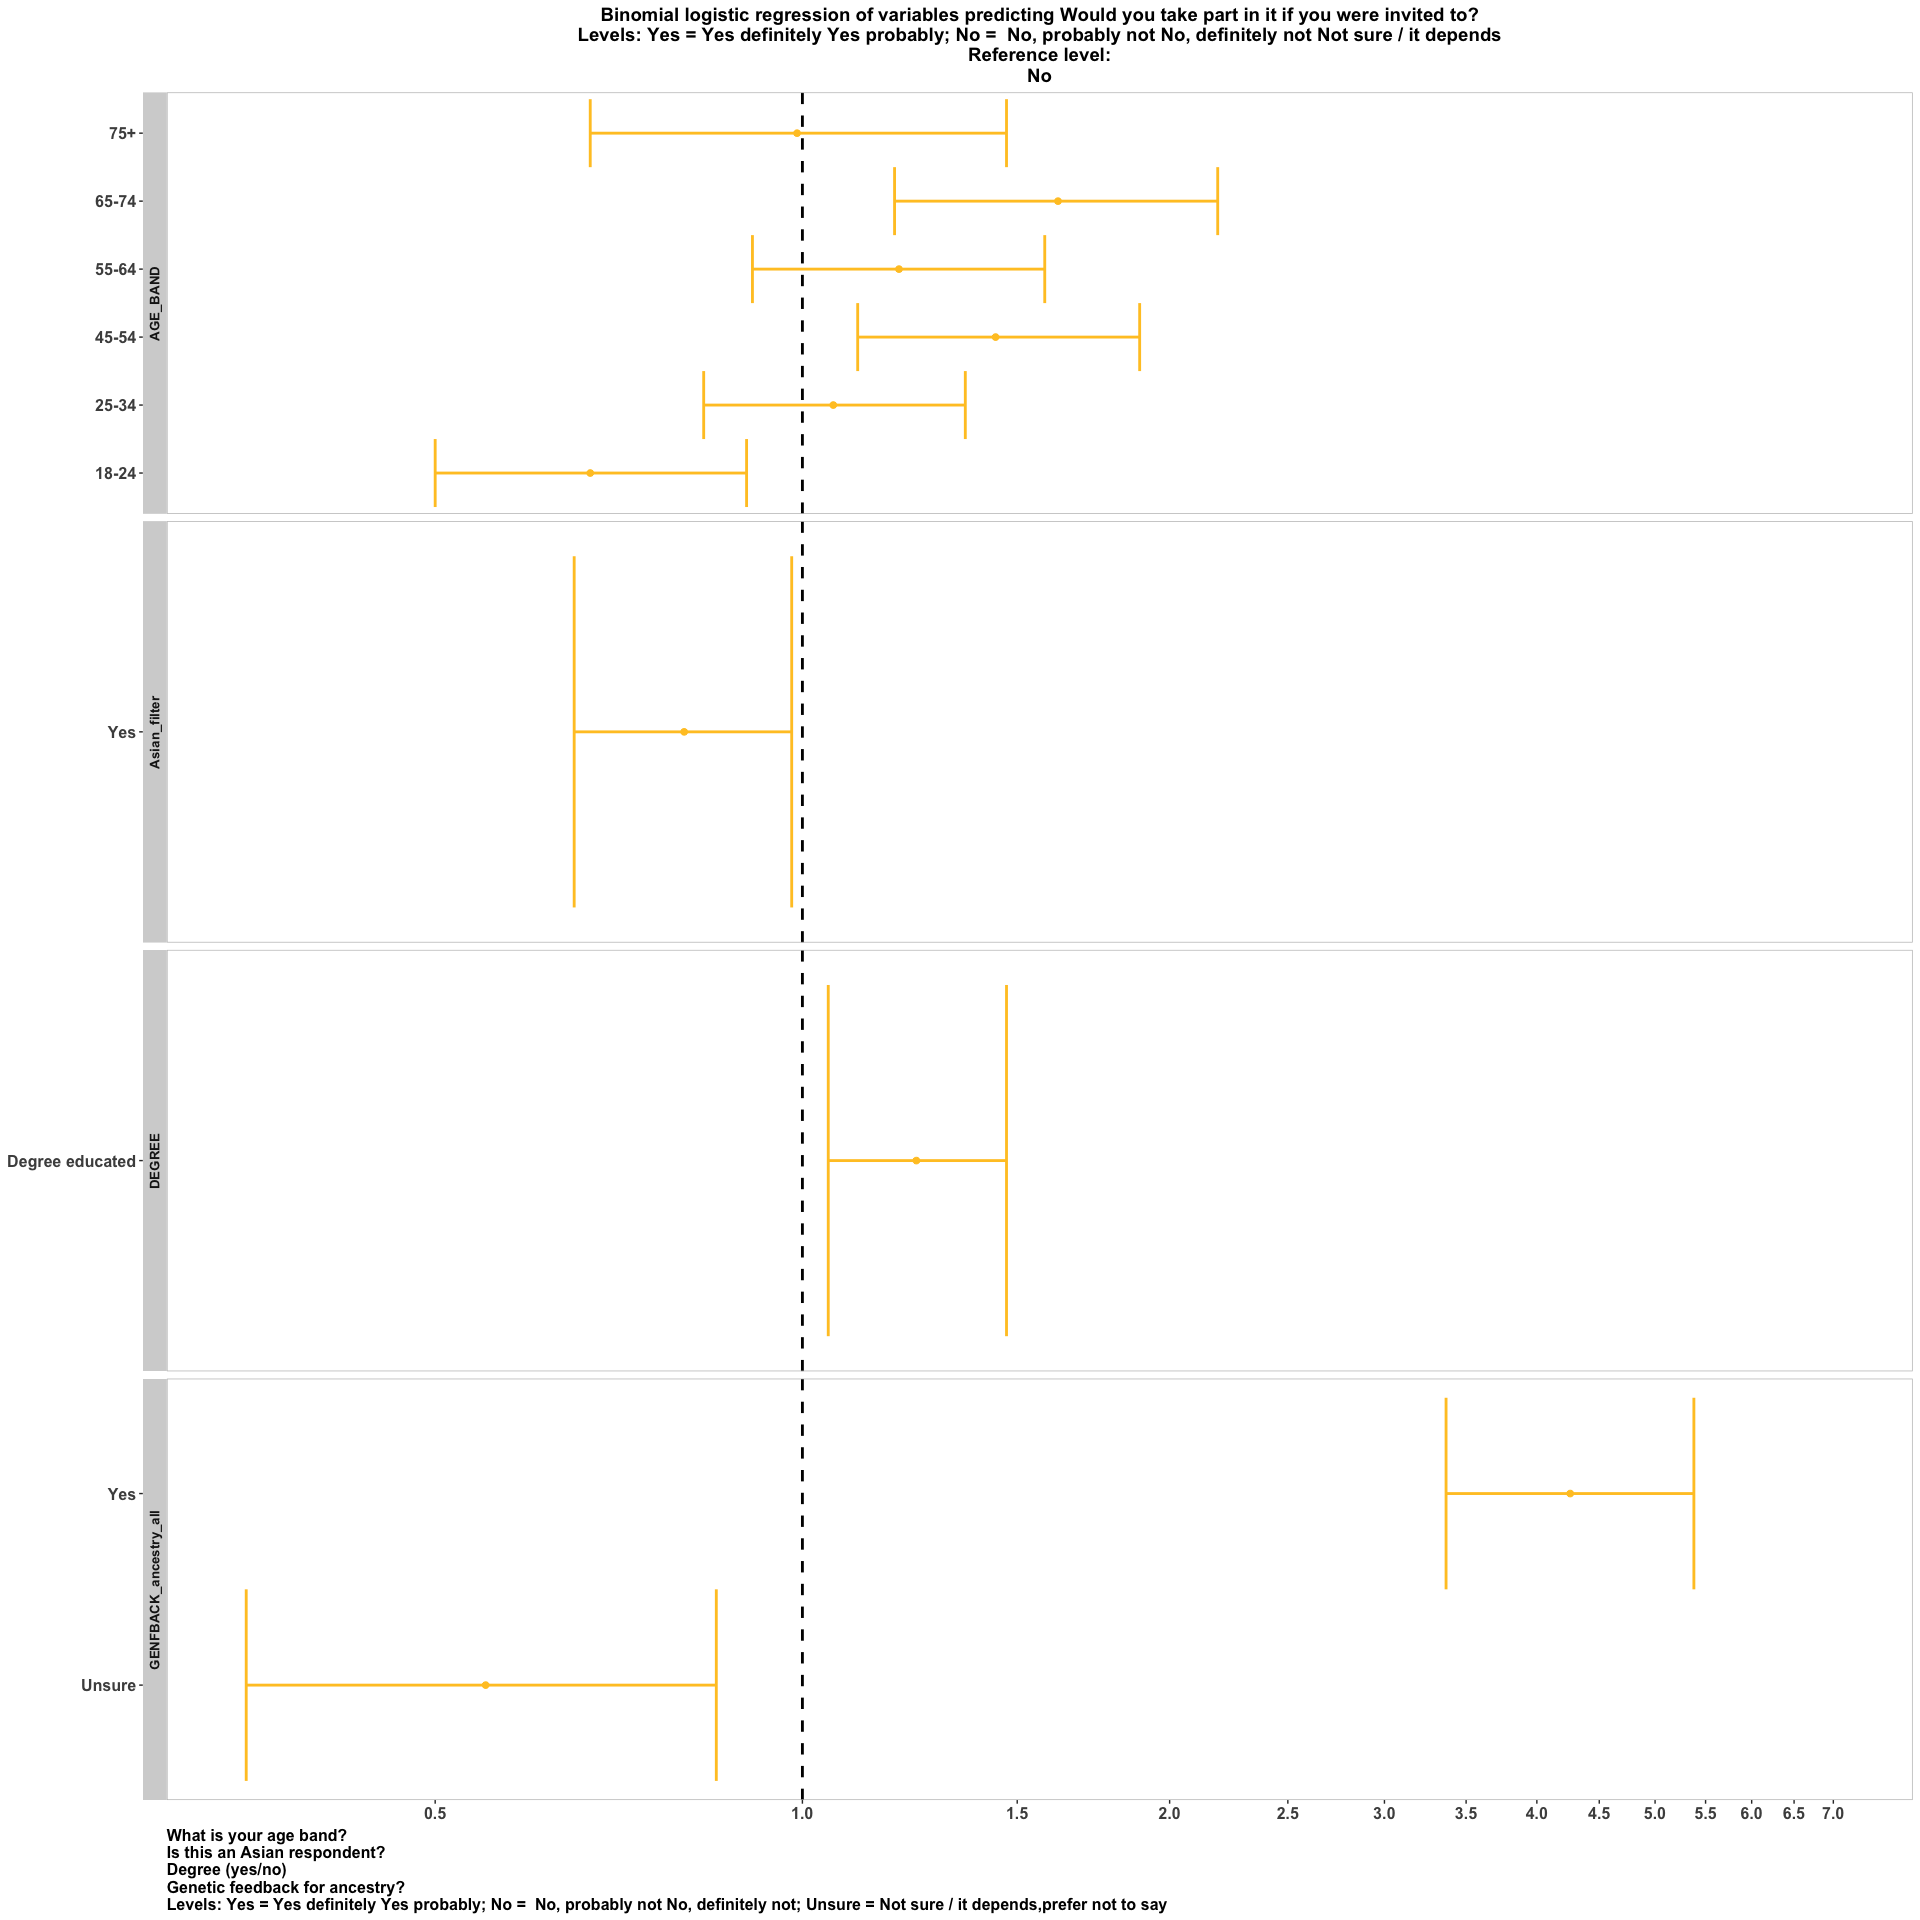 Binomial logistic regression of variables predicting Would you take part in it if you were invited to?
Levels: Yes = Yes definitely Yes probably; No =  No, probably not No, definitely not Not sure / it depends
Reference level:
No
AGE_BAND
75+
65-74
55-64
45-54
25-34
18-24
Asian_filter
Yes
DEGREE
Degree educated
GENFBACK_ancestry_all
Yes
Unsure
0.5 1.0 1.5 2.0 2.5 3.0 3.5 4.0 4.5 5.0 5.5 6.0 6.5 7.0
What is your age band?
Is this an Asian respondent?
Degree (yes/no)
Genetic feedback for ancestry?
Levels: Yes = Yes definitely Yes probably; No =  No, probably not No, definitely not; Unsure = Not sure / it depends,prefer not to say